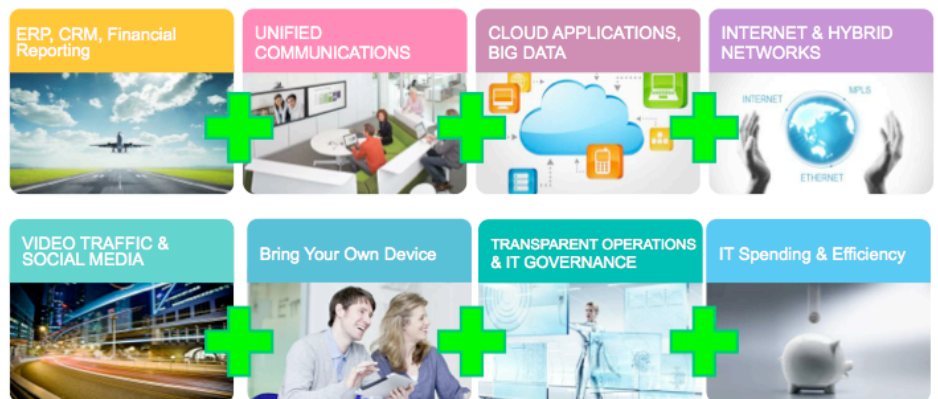 ERP, CRM, Financial
Reporting
UNIFIED
COMMUNICATIONS
CLOUD APPLICATIONS,
BIG DATA
INTERNET & HYBRID
NETWORKS
INTERNET
MPLS
ETHERNET
VIDEO TRAFFIC &
SOCIAL MEDIA
Bring Your Own Device
TRANSPARENT OPERATIONS
& IT GOVERNANCE
IT Spending & Efficiency